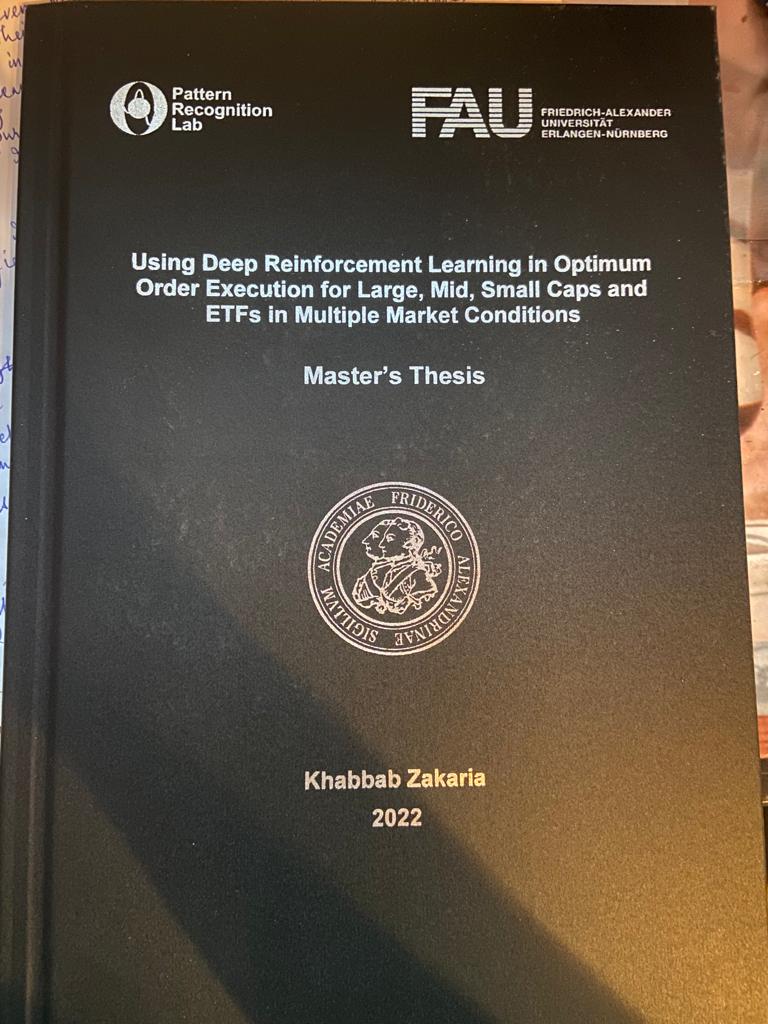 Pattern
Recognition
Lab
FAU
FRIEDRICH-ALEXANDER
UNIVERSITÄT
ERLANGEN-NÜRNBERG
Using Deep Reinforcement Learning in Optimum
Order Execution for Large, Mid, Small Caps and
ETFs in Multiple Market Conditions
Master's Thesis
SIGILLVM ACADEMIAE FRIDERICO ALEXANDRINAE
Khabbab Zakaria
2022